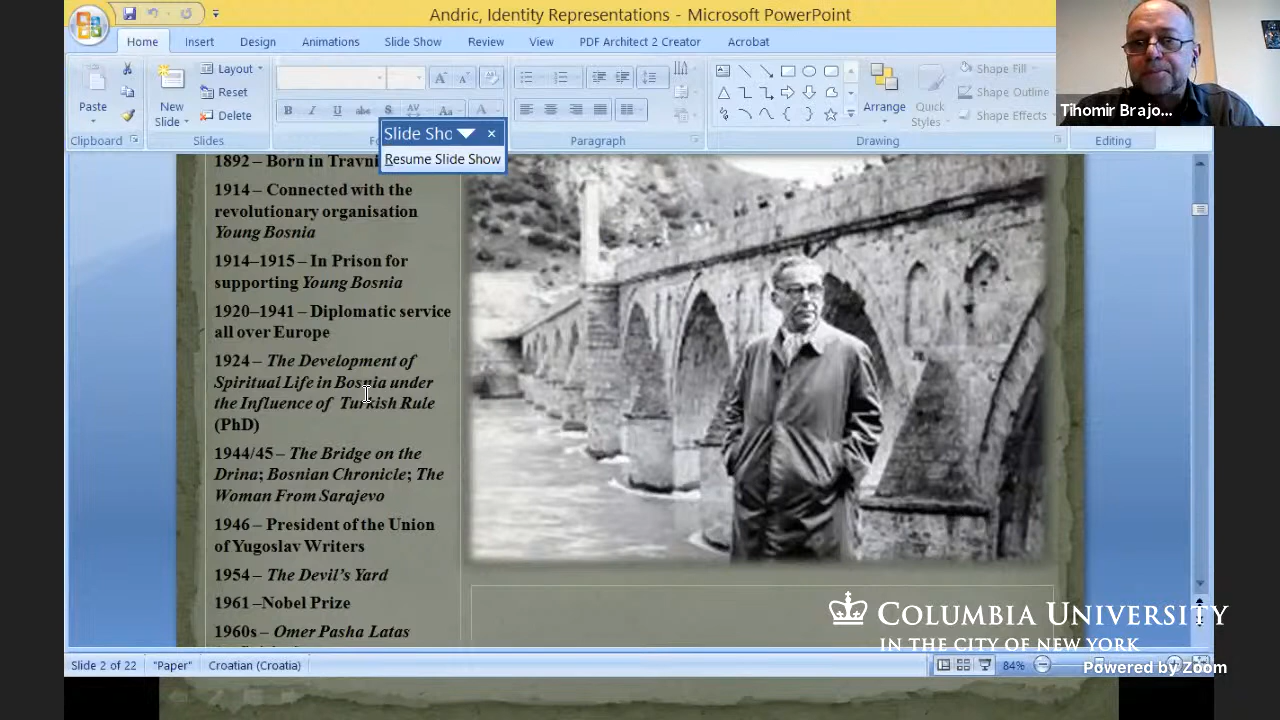 Andric, Identity Representations - Microsoft PowerPoint
Home Insert Design Animations Slide Show Review View PDF Architect 2 Creator Acrobat
Paste
New
Slide
Layout
Reset
Delete
B I U abc S AV Aa A
Arrange
Quick
Styles
Shape Fill
Shape Outline
Shape Effects
Clipboard Slides Paragraph Drawing Editing
Tihomir Brajo...
Slide Sho
Resume Slide Show
1892 – Born in Travni
1914 – Connected with the
revolutionary organisation
Young Bosnia
1914–1915 – In Prison for
supporting Young Bosnia
1920–1941 – Diplomatic service
all over Europe
1924 – The Development of
Spiritual Life in Bosnia under
the Influence of Turkish Rule
(PhD)
1944/45 – The Bridge on the
Drina; Bosnian Chronicle; The
Woman From Sarajevo
1946 – President of the Union
of Yugoslav Writers
1954 – The Devil's Yard
1961 –Nobel Prize
1960s – Omer Pasha Latas
COLUMBIA UNIVERSITY
IN THE CITY OF NEW YORK
Slide 2 of 22 "Paper" Croatian (Croatia) 84%
Powered by Zoom